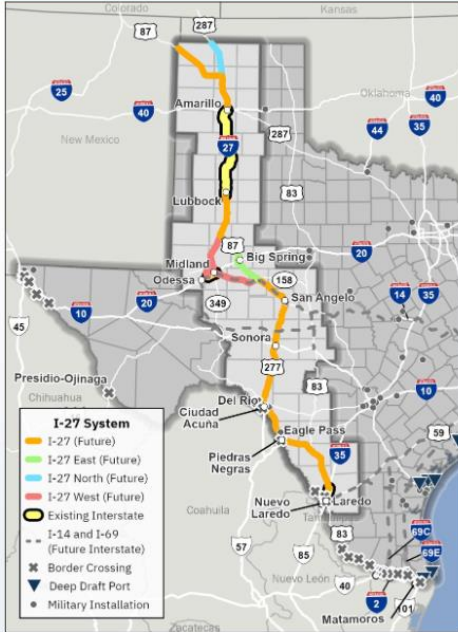 Colorado
Kansas
87
287
25
40
Amarillo
Oklahoma
40
New Mexico
27
287
44
35
83
Lubbock
87
Big Spring
20
Midland
Odessa
158
14
35
349
San Angelo
45
10
20
Sonora
277
83
10
Presidio-Ojinaga
Chihuahua
Del Rio
Ciudad
Acuña
59
Eagle Pass
Piedras
Negras
35
Coahuila
Nuevo
Laredo
Laredo
57
85
83
69C
69E
Nuevo León
40
2
101
Matamoros
Zacatecas
I-27 System
I-27 (Future)
I-27 East (Future)
I-27 North (Future)
I-27 West (Future)
Existing Interstate
I-14 and I-69
(Future Interstate)
Border Crossing
Deep Draft Port
Military Installation